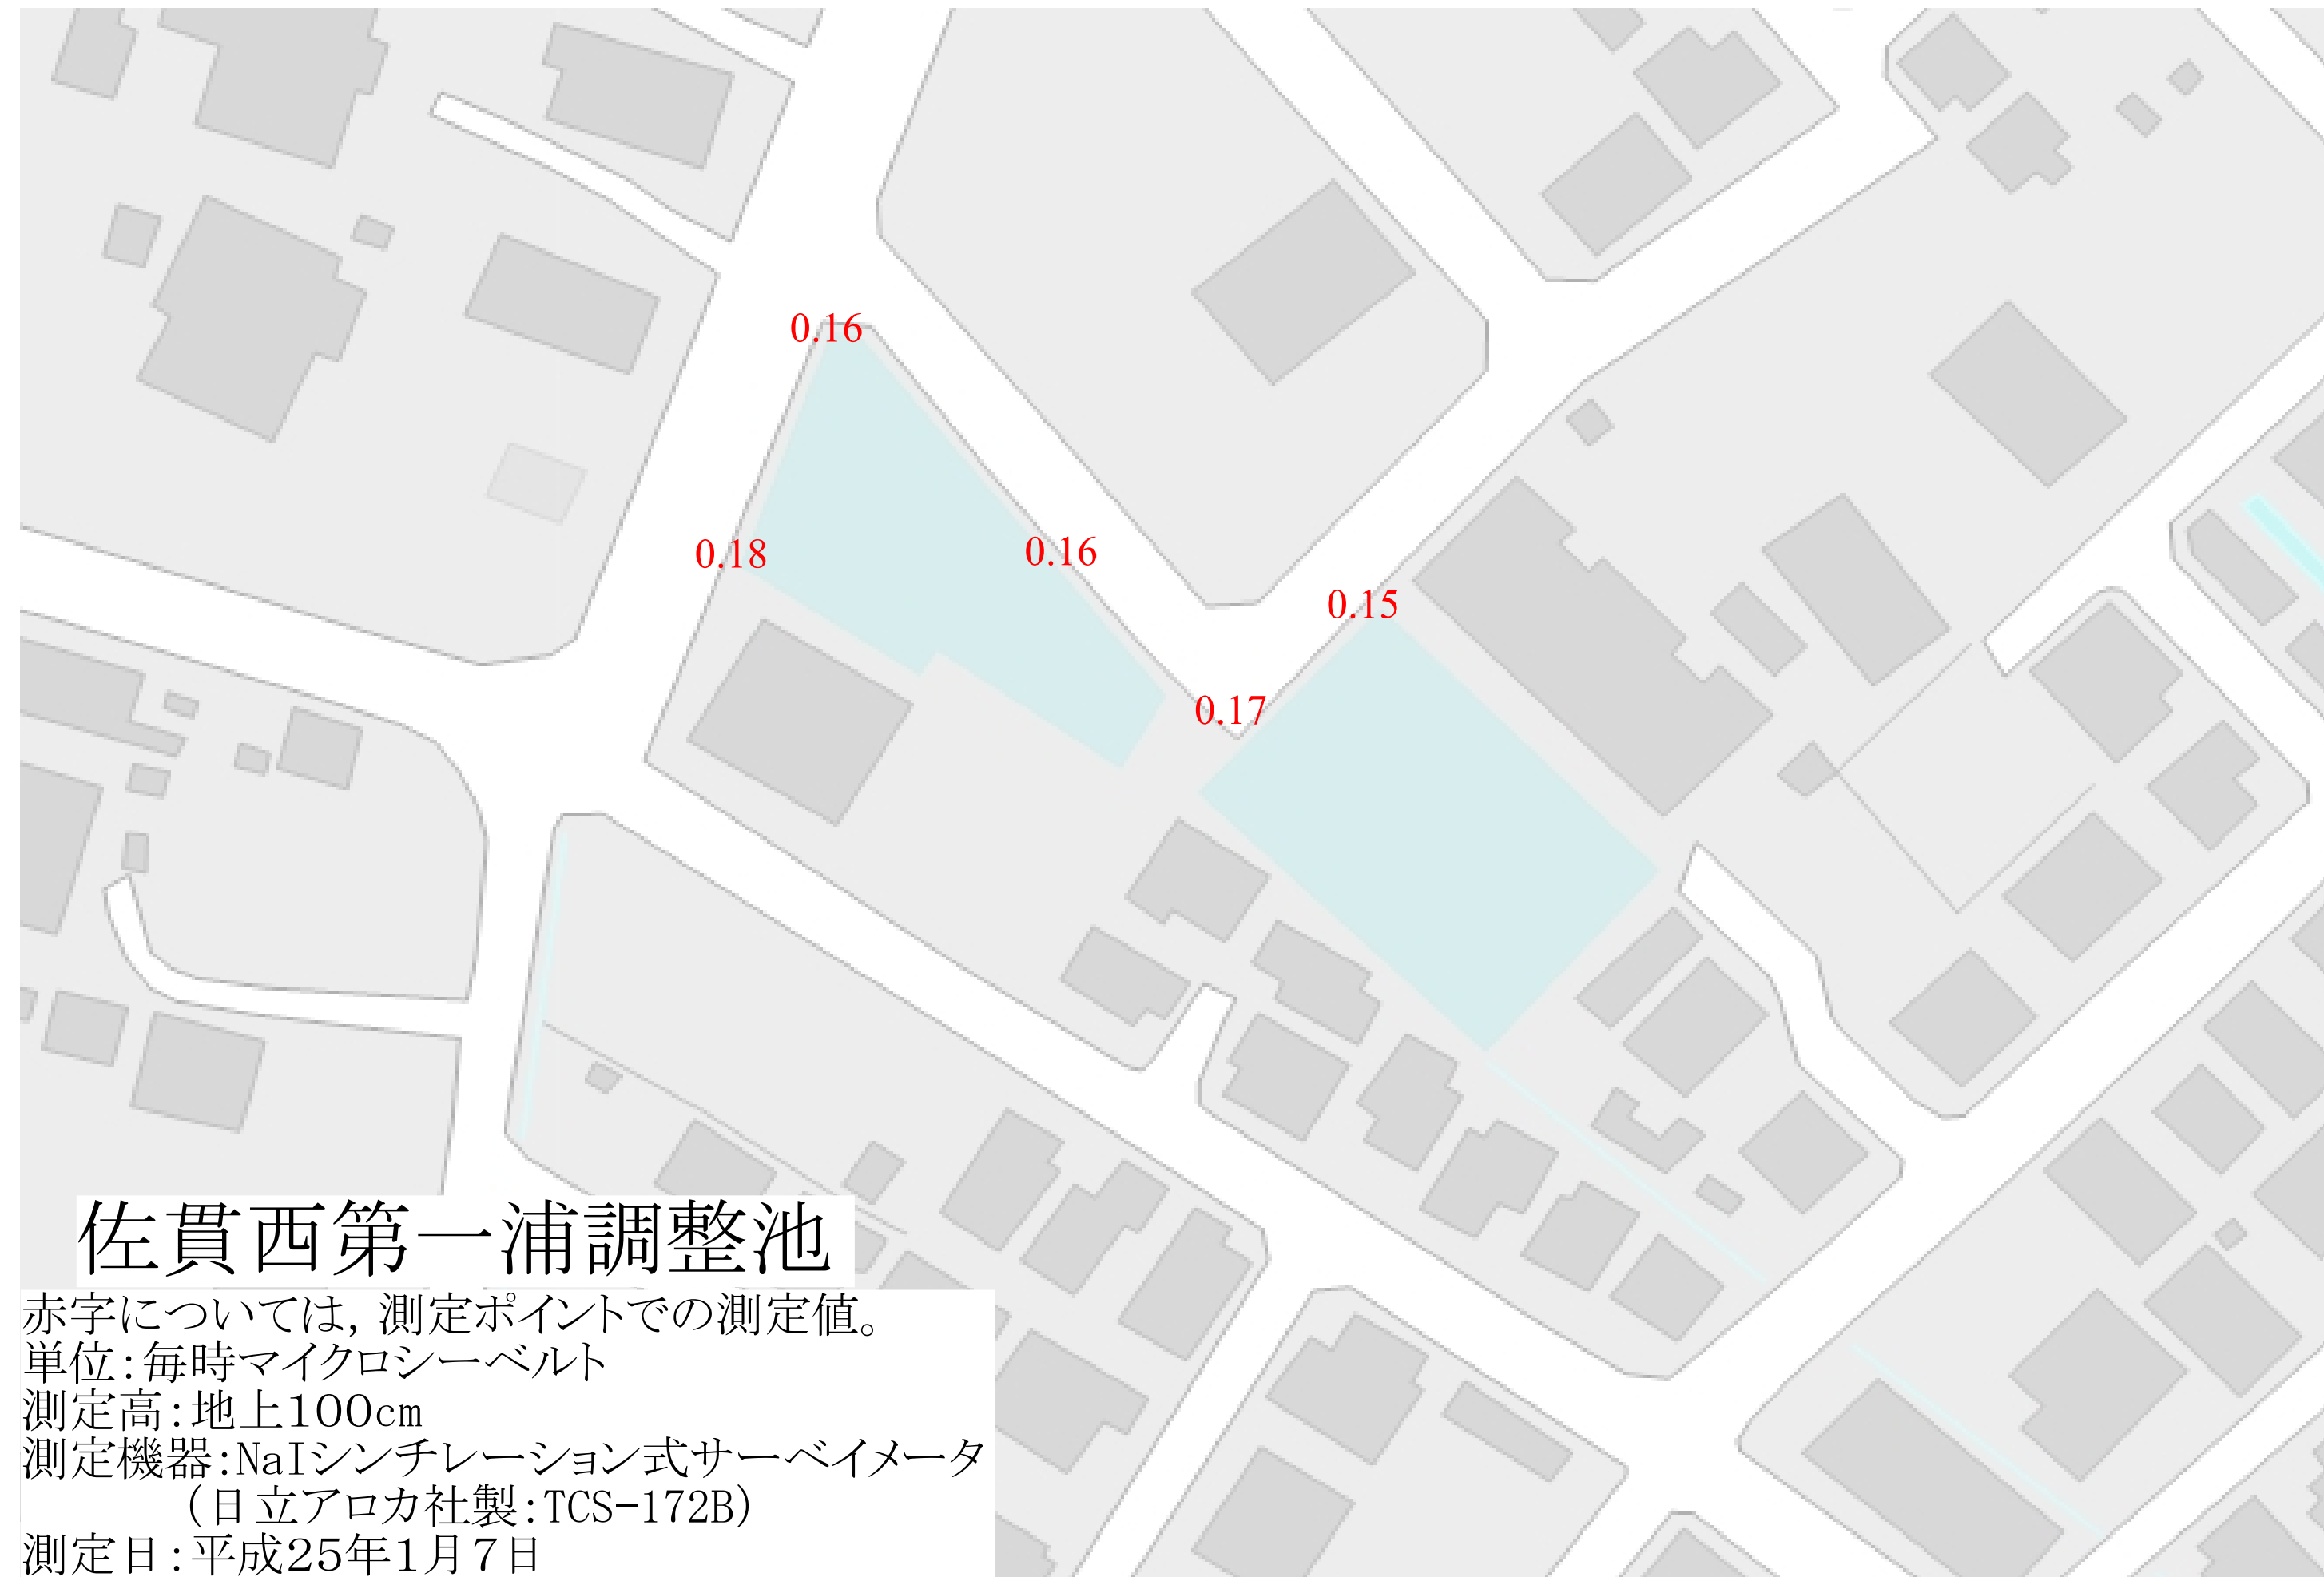 0.16
0.18
0.16
0.15
0.17
佐貫西第一浦調整池
赤字については，測定ポイントでの測定値。
単位：毎時マイクロシーベルト
測定高：地上100cm
測定機器：NaIシンチレーション式サーベイメータ
（日立アロカ社製：TCS-172B）
測定日：平成25年1月7日